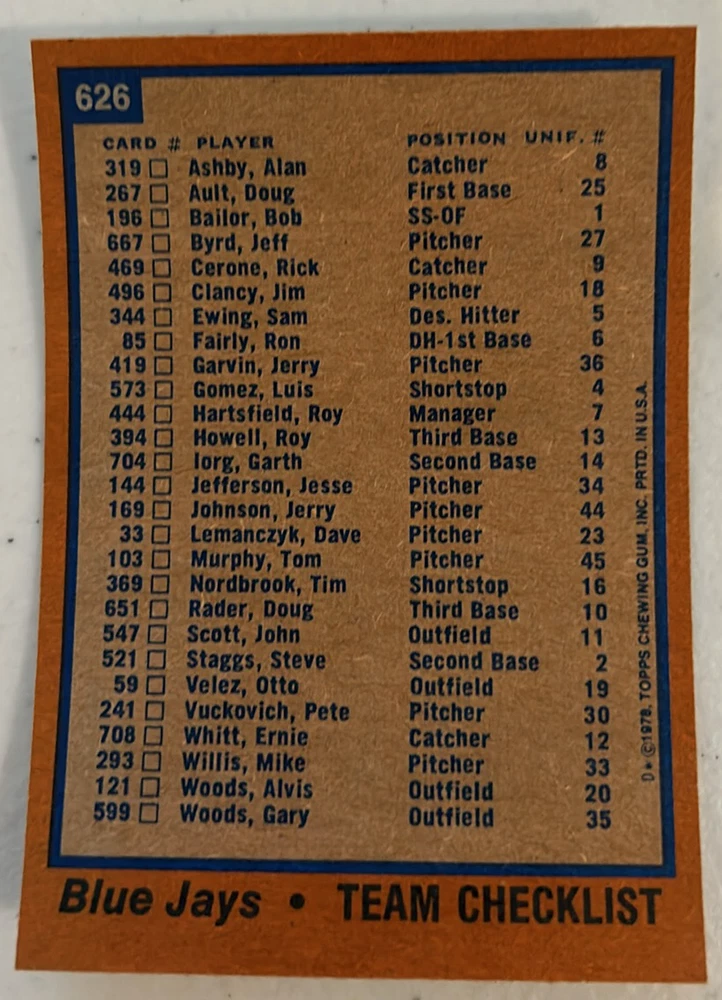 626
CARD # PLAYER POSITION UNIF. #
319 Ashby, Alan Catcher 8
267 Ault, Doug First Base 25
196 Bailor, Bob SS-OF 1
667 Byrd, Jeff Pitcher 27
469 Cerone, Rick Catcher 9
496 Clancy, Jim Pitcher 18
344 Ewing, Sam Des. Hitter 5
85 Fairly, Ron DH-1st Base 6
419 Garvin, Jerry Pitcher 36
573 Gomez, Luis Shortstop 4
444 Hartsfield, Roy Manager 7
394 Howell, Roy Third Base 13
704 Iorg, Garth Second Base 14
144 Jefferson, Jesse Pitcher 34
169 Johnson, Jerry Pitcher 44
33 Lemanczyk, Dave Pitcher 23
103 Murphy, Tom Pitcher 45
369 Nordbrook, Tim Shortstop 16
651 Rader, Doug Third Base 10
547 Scott, John Outfield 11
521 Staggs, Steve Second Base 2
59 Velez, Otto Outfield 19
241 Vuckovich, Pete Pitcher 30
708 Whitt, Ernie Catcher 12
293 Willis, Mike Pitcher 33
121 Woods, Alvis Outfield 20
599 Woods, Gary Outfield 35
D* ©1978. TOPPS CHEWING GUM, INC. PRTD. IN U.S.A.
Blue Jays • TEAM CHECKLIST